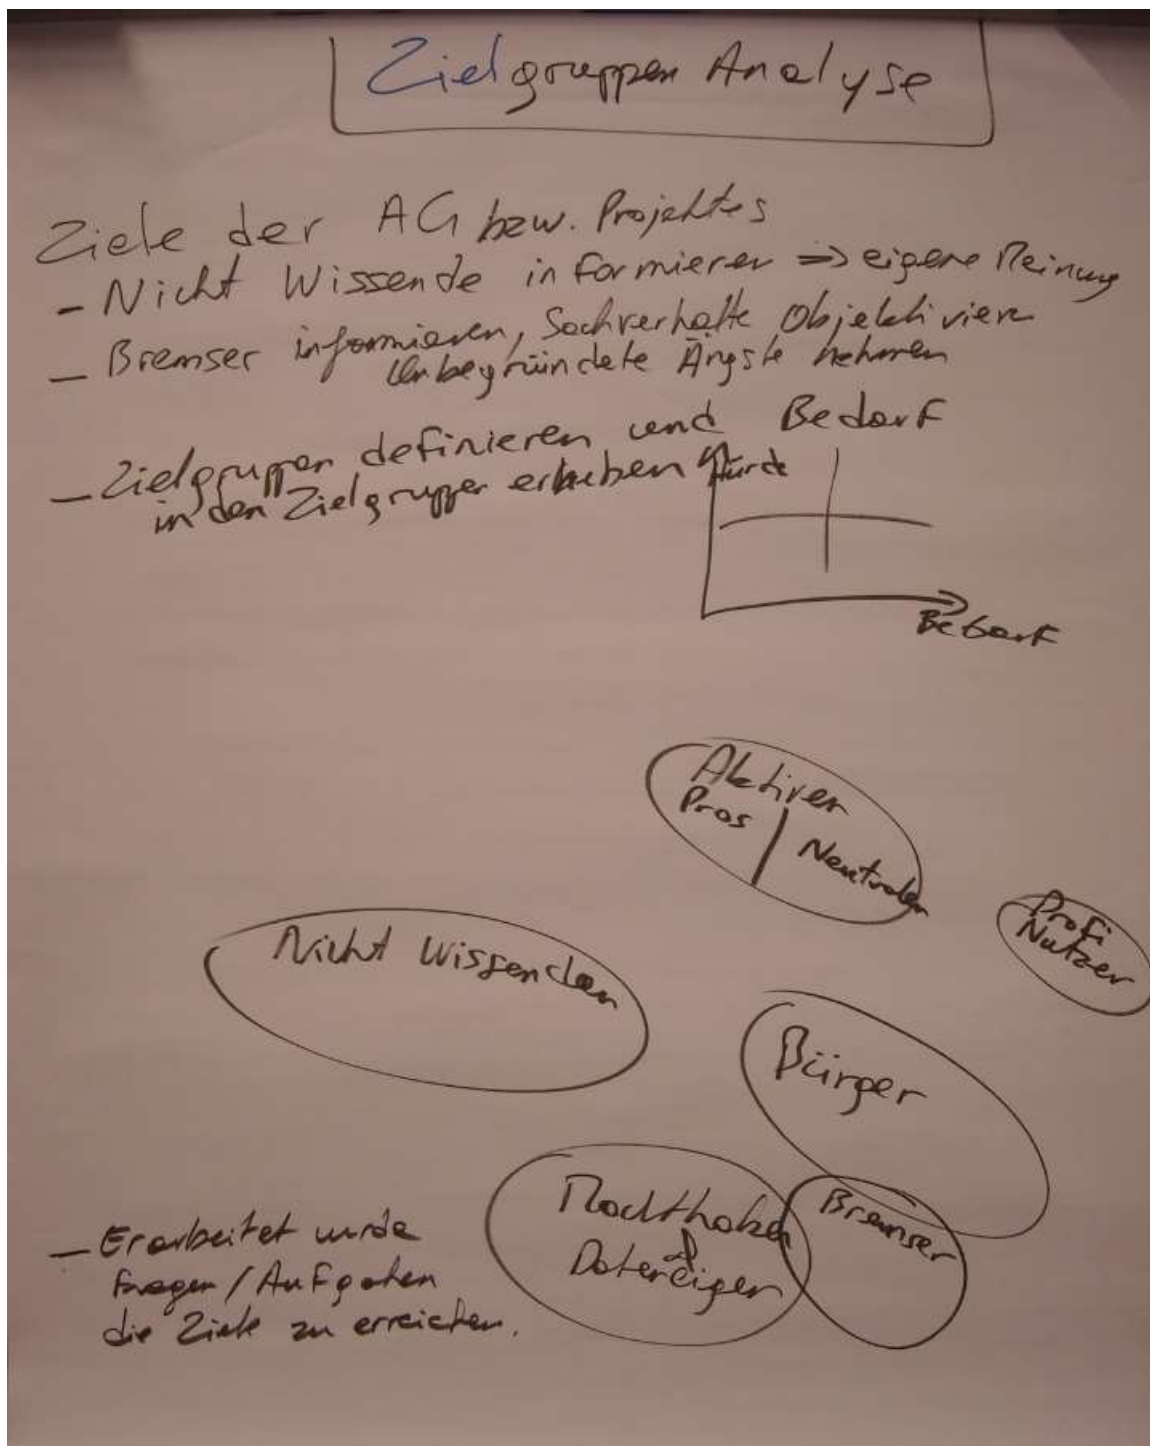 Zielgruppen Analyse
Ziele der AG bzw. Projektes
- Nicht Wissende informieren => eigene Meinung
- Bremser informieren, Sachverhalte Objektivieren
Unbegründete Ängste nehmen
- Zielgruppen definieren und Bedarf
in den Zielgruppen erheben
Hürde
Bedarf
Aktiven
Pros | Neutralen
Profi
Nutzer
Nicht Wissenden
Bürger
Machthaber
Dateneigner
Bremser
- Erarbeitet wurde
Fragen / Aufgaben
die Ziele zu erreichen.